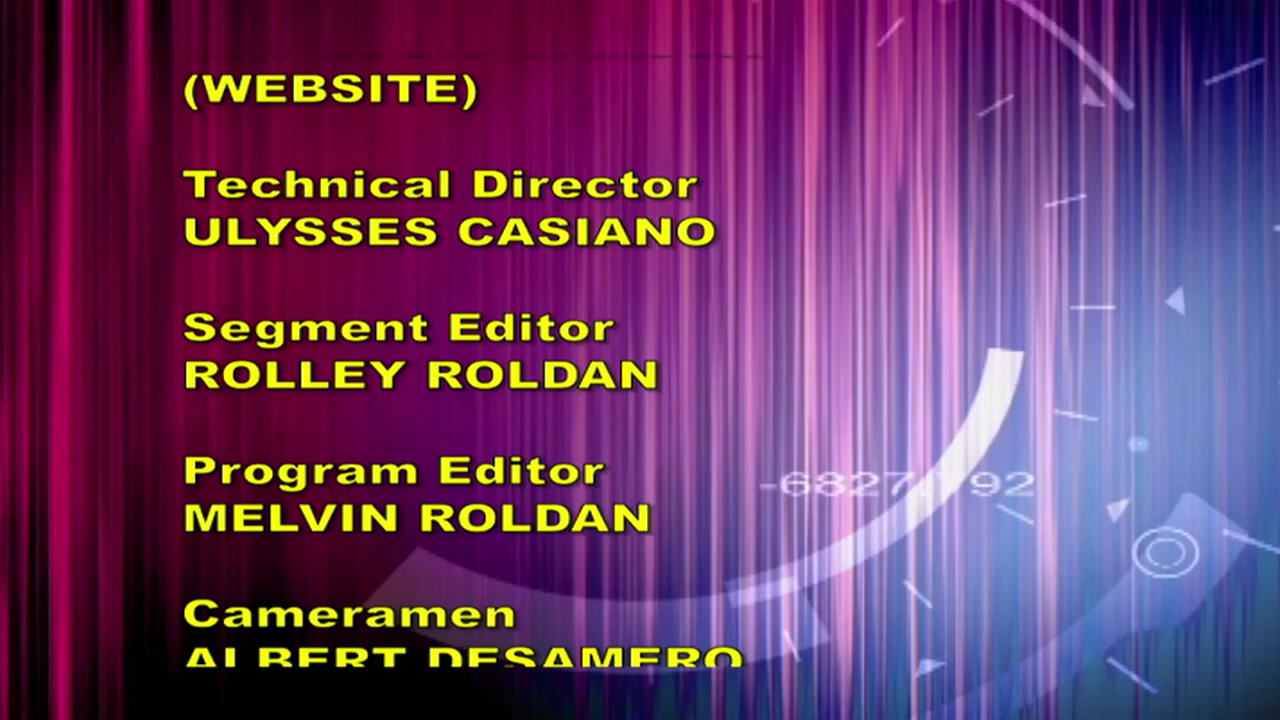 (WEBSITE)
Technical Director
ULYSSES CASIANO
Segment Editor
ROLLEY ROLDAN
Program Editor
MELVIN ROLDAN
Cameramen
ALBERT DESAMERO